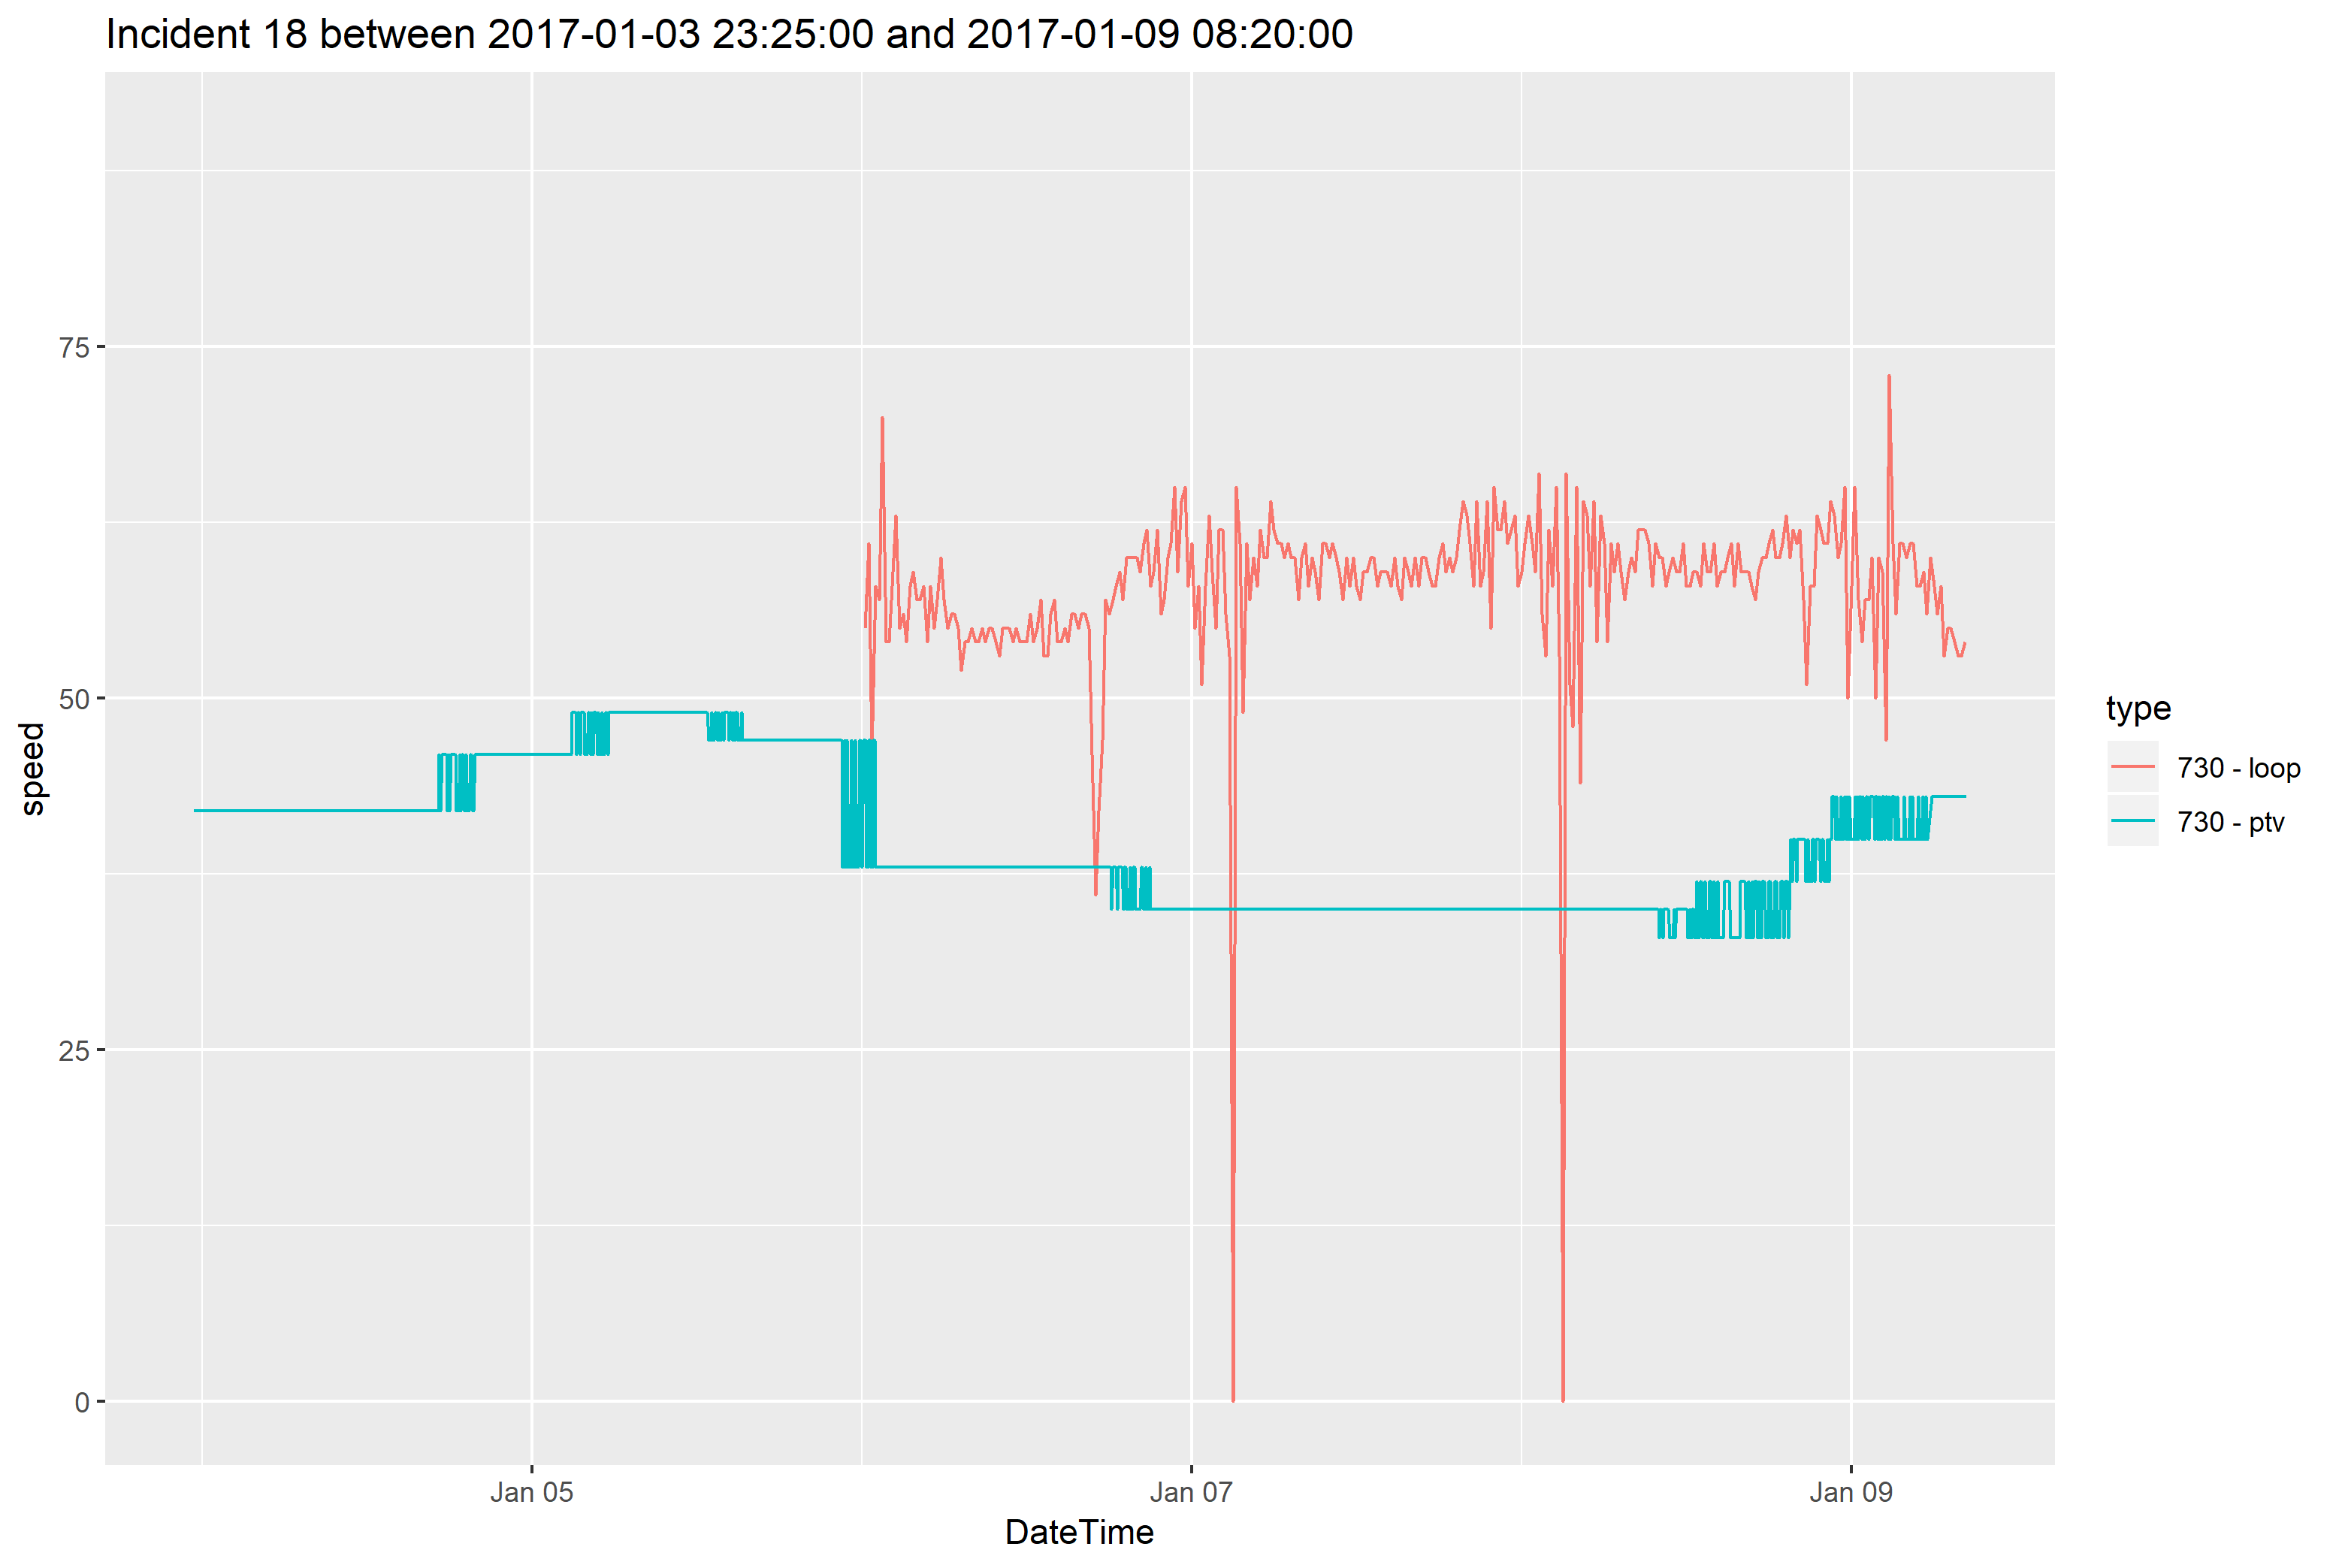 Incident 18 between 2017-01-03 23:25:00 and 2017-01-09 08:20:00
75
50
25
0
speed
Jan 05
Jan 07
Jan 09
DateTime
type
730 - loop
730 - ptv